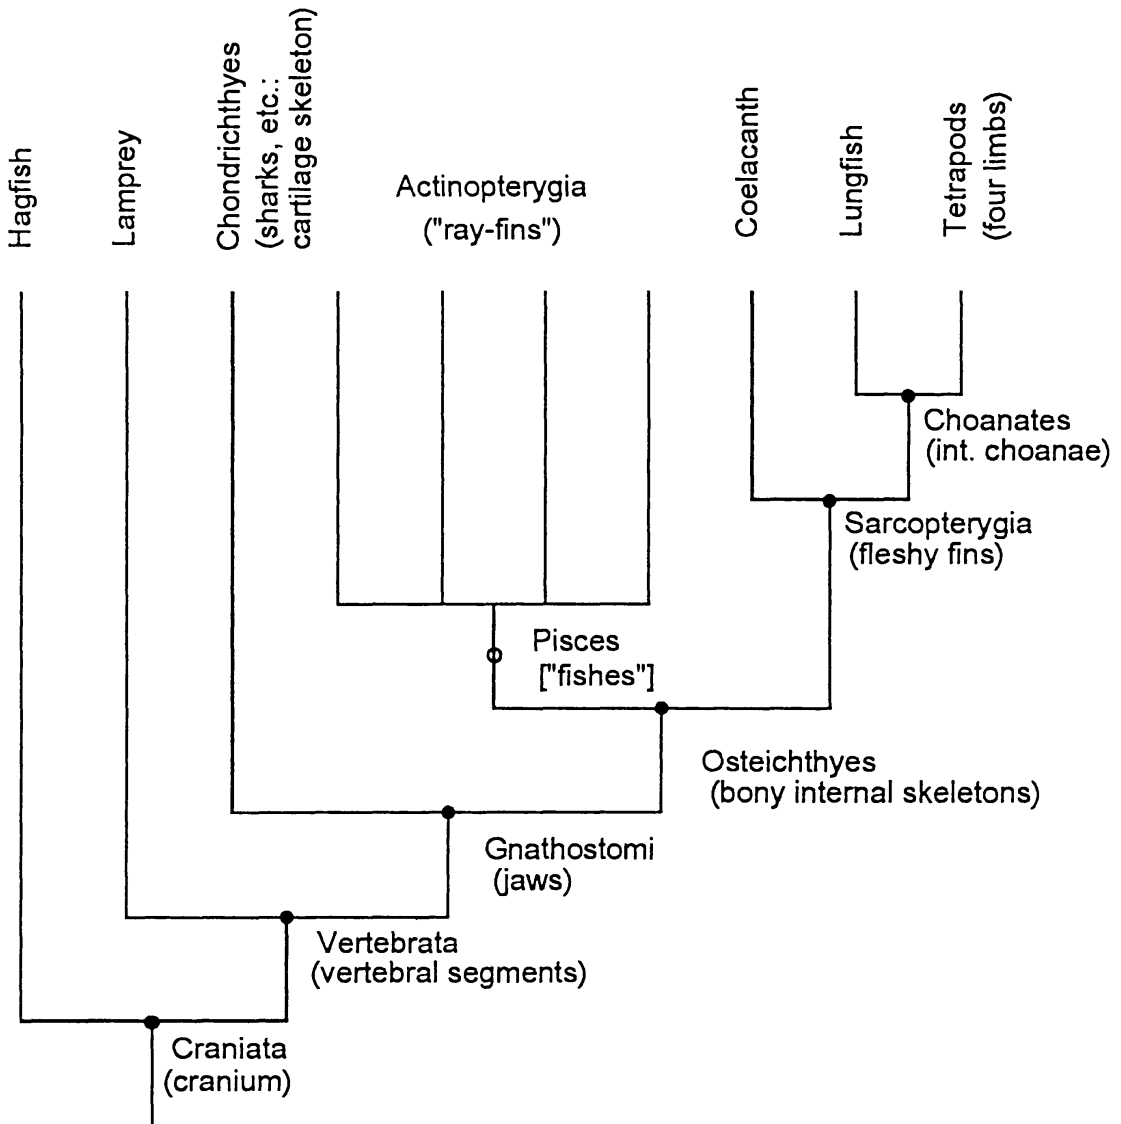 Hagfish
Lamprey
Chondrichthyes
(sharks, etc.:
cartilage skeleton)
Actinopterygia
("ray-fins")
Coelacanth
Lungfish
Tetrapods
(four limbs)
Choanates
(int. choanae)
Sarcopterygia
(fleshy fins)
Pisces
["fishes"]
Osteichthyes
(bony internal skeletons)
Gnathostomi
(jaws)
Vertebrata
(vertebral segments)
Craniata
(cranium)